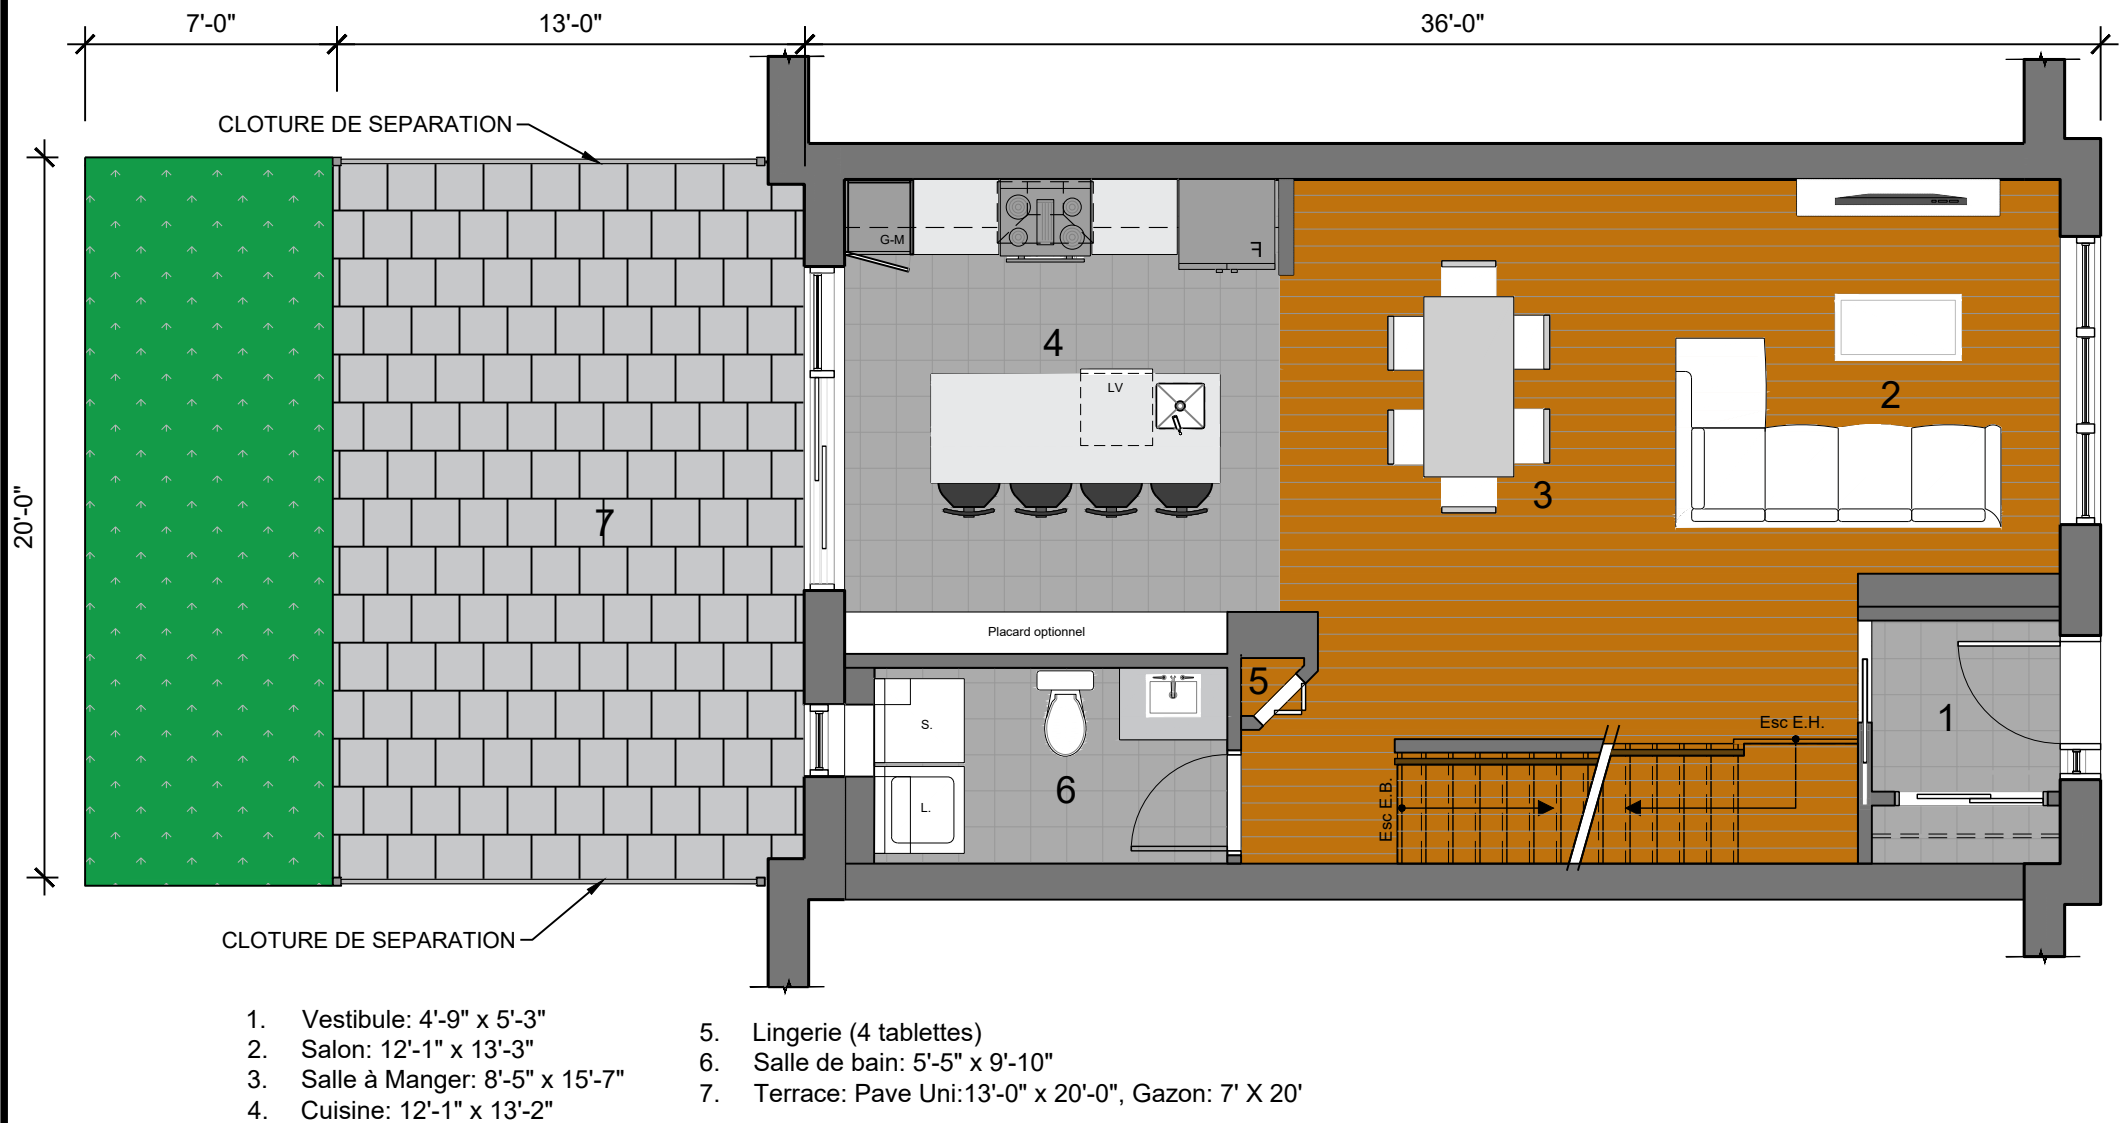 7'-0"
13'-0"
36'-0"
CLOTURE DE SEPARATION
20'-0"
G-M
F
4
LV
2
3
7
Placard optionnel
5
S.
6
L.
Esc E.B.
Esc E.H.
1
CLOTURE DE SEPARATION
1. Vestibule: 4'-9" x 5'-3"
2. Salon: 12'-1" x 13'-3"
3. Salle à Manger: 8'-5" x 15'-7"
4. Cuisine: 12'-1" x 13'-2"
5. Lingerie (4 tablettes)
6. Salle de bain: 5'-5" x 9'-10"
7. Terrace: Pave Uni:13'-0" x 20'-0", Gazon: 7' X 20'